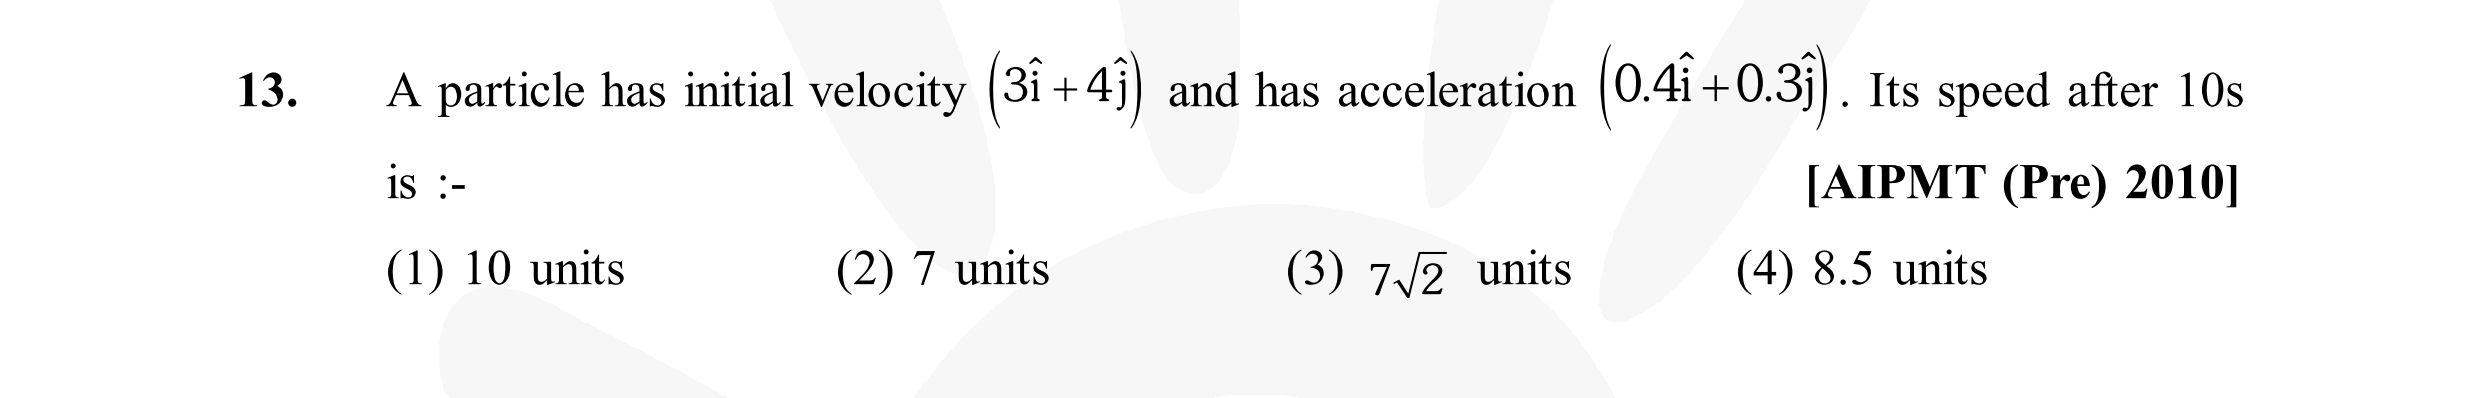 13. A particle has initial velocity (3î + 4ĵ) and has acceleration (0.4î + 0.3ĵ). Its speed after 10s
is :- [AIPMT (Pre) 2010]
(1) 10 units (2) 7 units (3) 7√2 units (4) 8.5 units